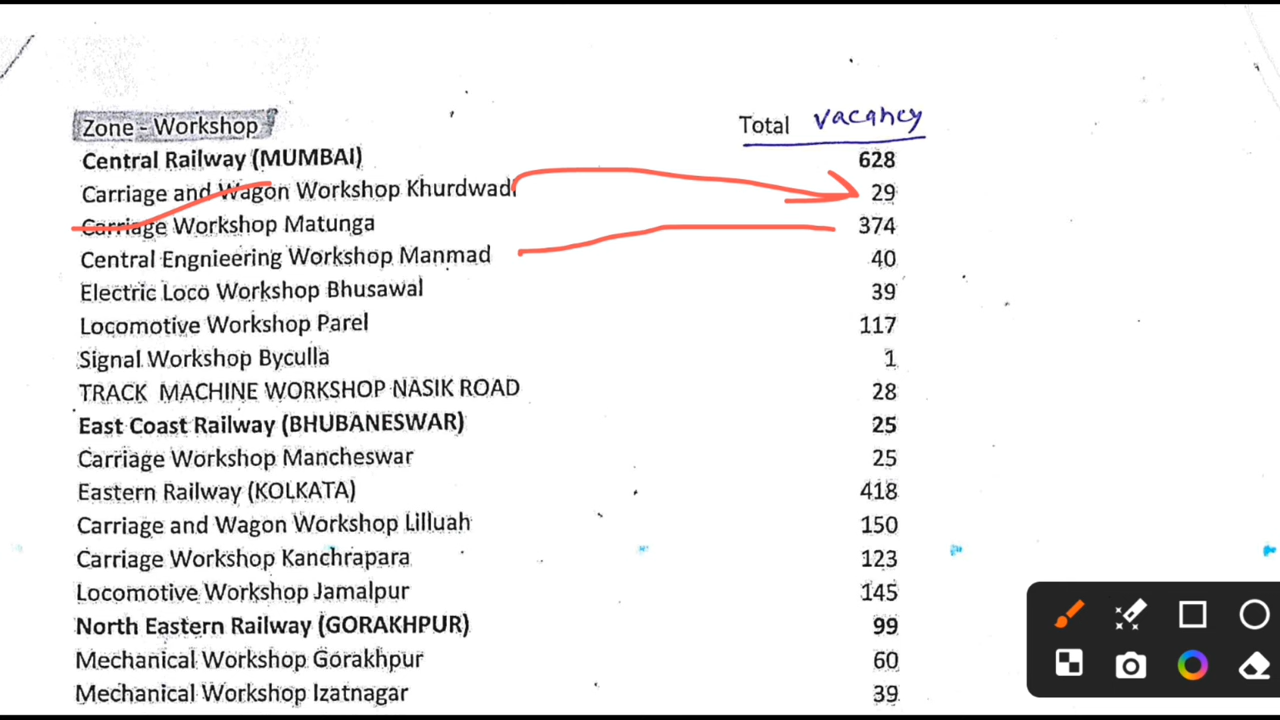 Zone - Workshop Total Vacancy
Central Railway (MUMBAI) 628
Carriage and Wagon Workshop Khurdwadi 29
Carriage Workshop Matunga 374
Central Engnieering Workshop Manmad 40
Electric Loco Workshop Bhusawal 39
Locomotive Workshop Parel 117
Signal Workshop Byculla 1
TRACK MACHINE WORKSHOP NASIK ROAD 28
East Coast Railway (BHUBANESWAR) 25
Carriage Workshop Mancheswar 25
Eastern Railway (KOLKATA) 418
Carriage and Wagon Workshop Lilluah 150
Carriage Workshop Kanchrapara 123
Locomotive Workshop Jamalpur 145
North Eastern Railway (GORAKHPUR) 99
Mechanical Workshop Gorakhpur 60
Mechanical Workshop Izatnagar 39